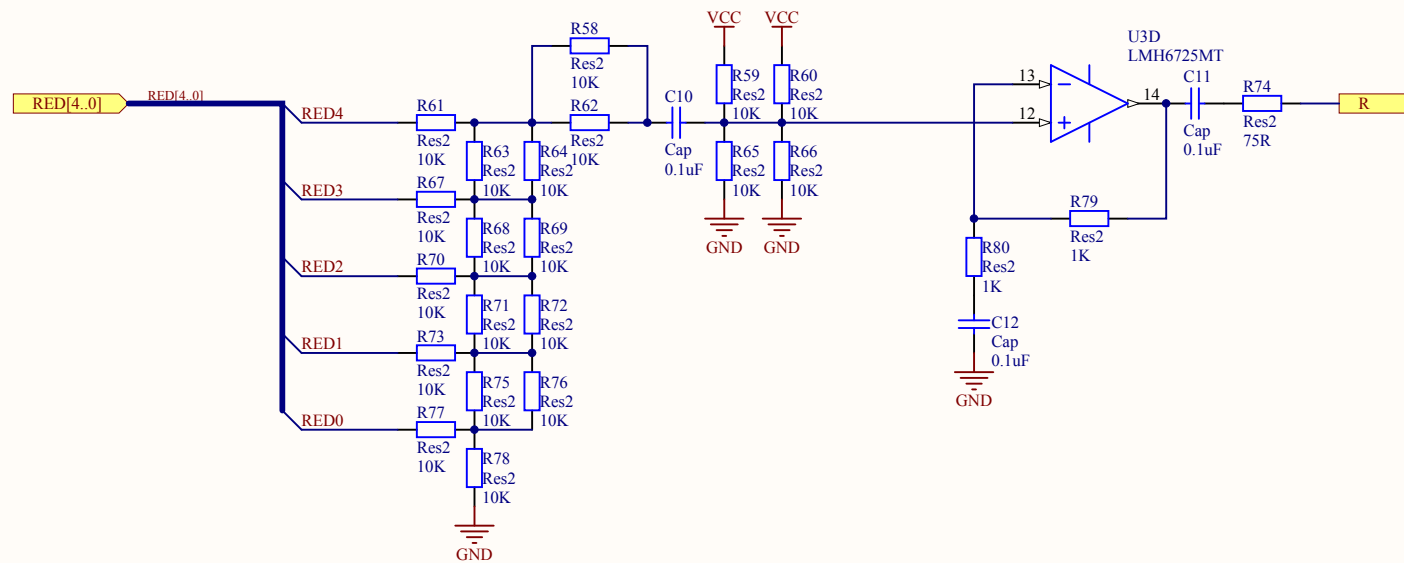 RED[4..0]
RED[4..0]
RED4
RED3
RED2
RED1
RED0
R61
Res2
10K
R67
Res2
10K
R70
Res2
10K
R73
Res2
10K
R77
Res2
10K
R63
Res2
10K
R64
Res2
10K
R68
Res2
10K
R69
Res2
10K
R71
Res2
10K
R72
Res2
10K
R75
Res2
10K
R76
Res2
10K
R78
Res2
10K
GND
R58
Res2
10K
R62
Res2
10K
C10
Cap
0.1uF
VCC
VCC
R59
Res2
10K
R60
Res2
10K
R65
Res2
10K
R66
Res2
10K
GND
GND
U3D
LMH6725MT
13
12
14
C11
Cap
0.1uF
R74
Res2
75R
R
R79
Res2
1K
R80
Res2
1K
C12
Cap
0.1uF
GND